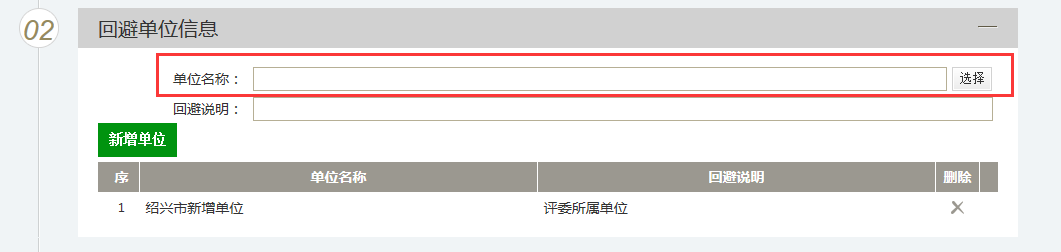 02
回避单位信息
单位名称： 选择
回避说明：
新增单位
序 单位名称 回避说明 删除
1 绍兴市新增单位 评委所属单位